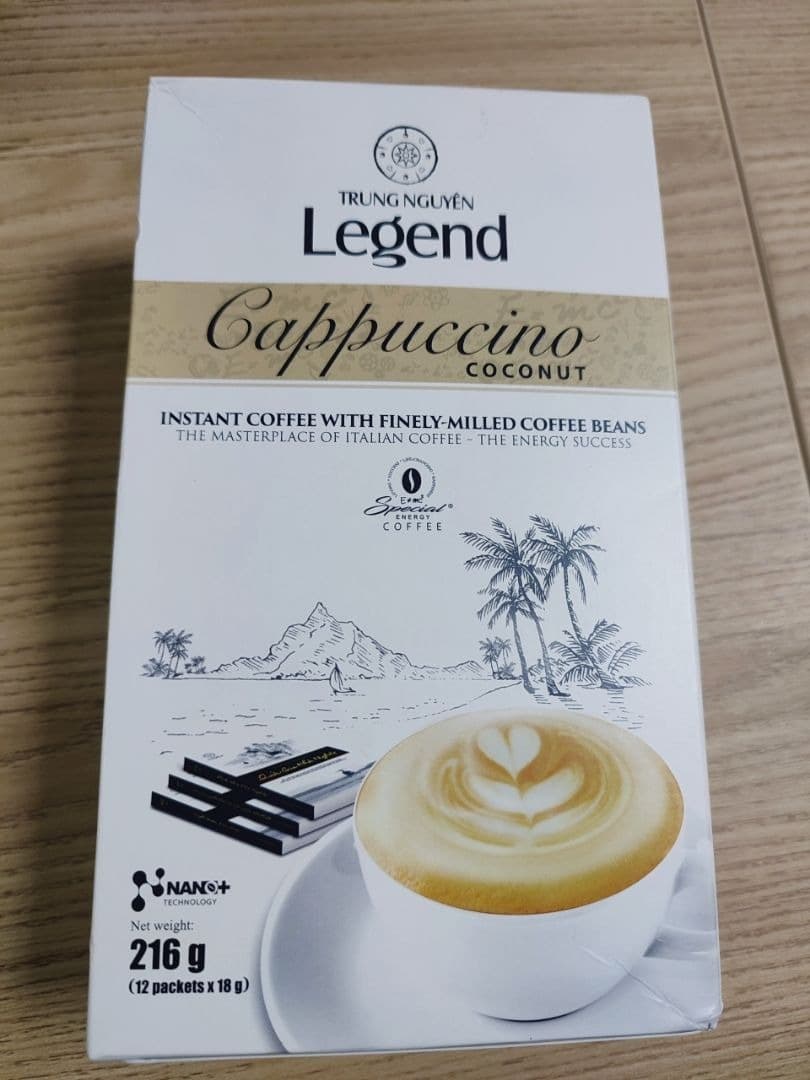 TRUNG NGUYÊN
Legend
Cappuccino
COCONUT
INSTANT COFFEE WITH FINELY-MILLED COFFEE BEANS
THE MASTERPLACE OF ITALIAN COFFEE - THE ENERGY SUCCESS
Special®
ENERGY
COFFEE
NANO+
TECHNOLOGY
Net weight:
216 g
(12 packets x 18 g)